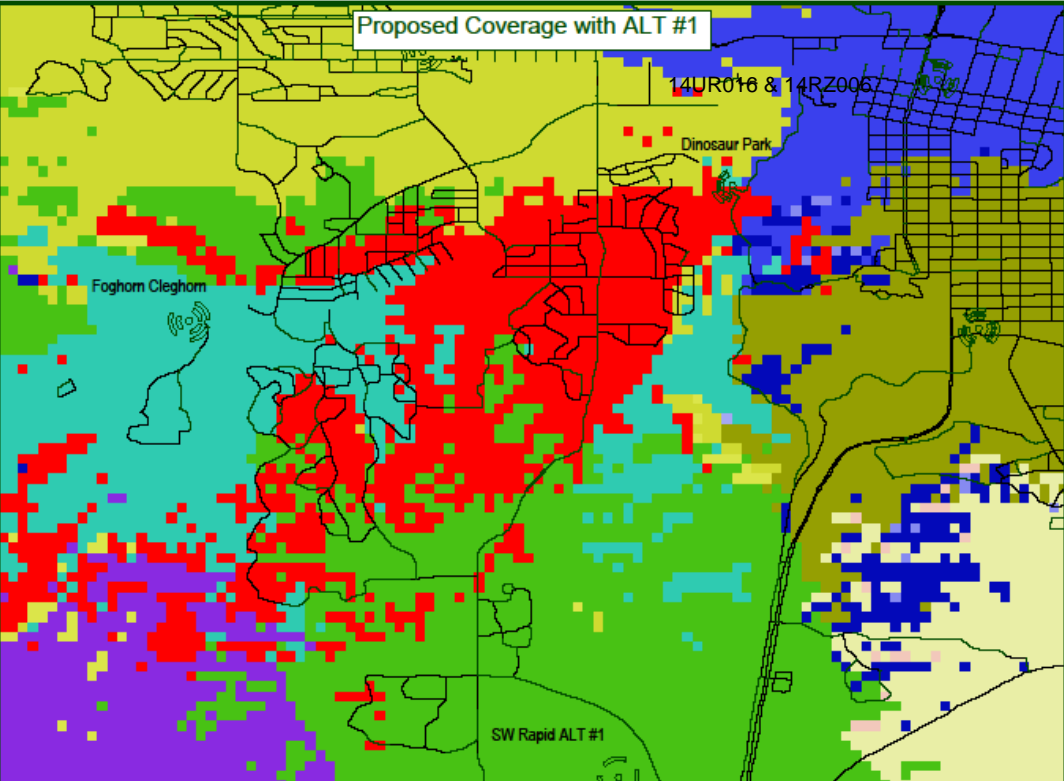 Proposed Coverage with ALT #1
14UR016 & 14RZ006
Dinosaur Park
Foghorn Cleghorn
SW Rapid ALT #1